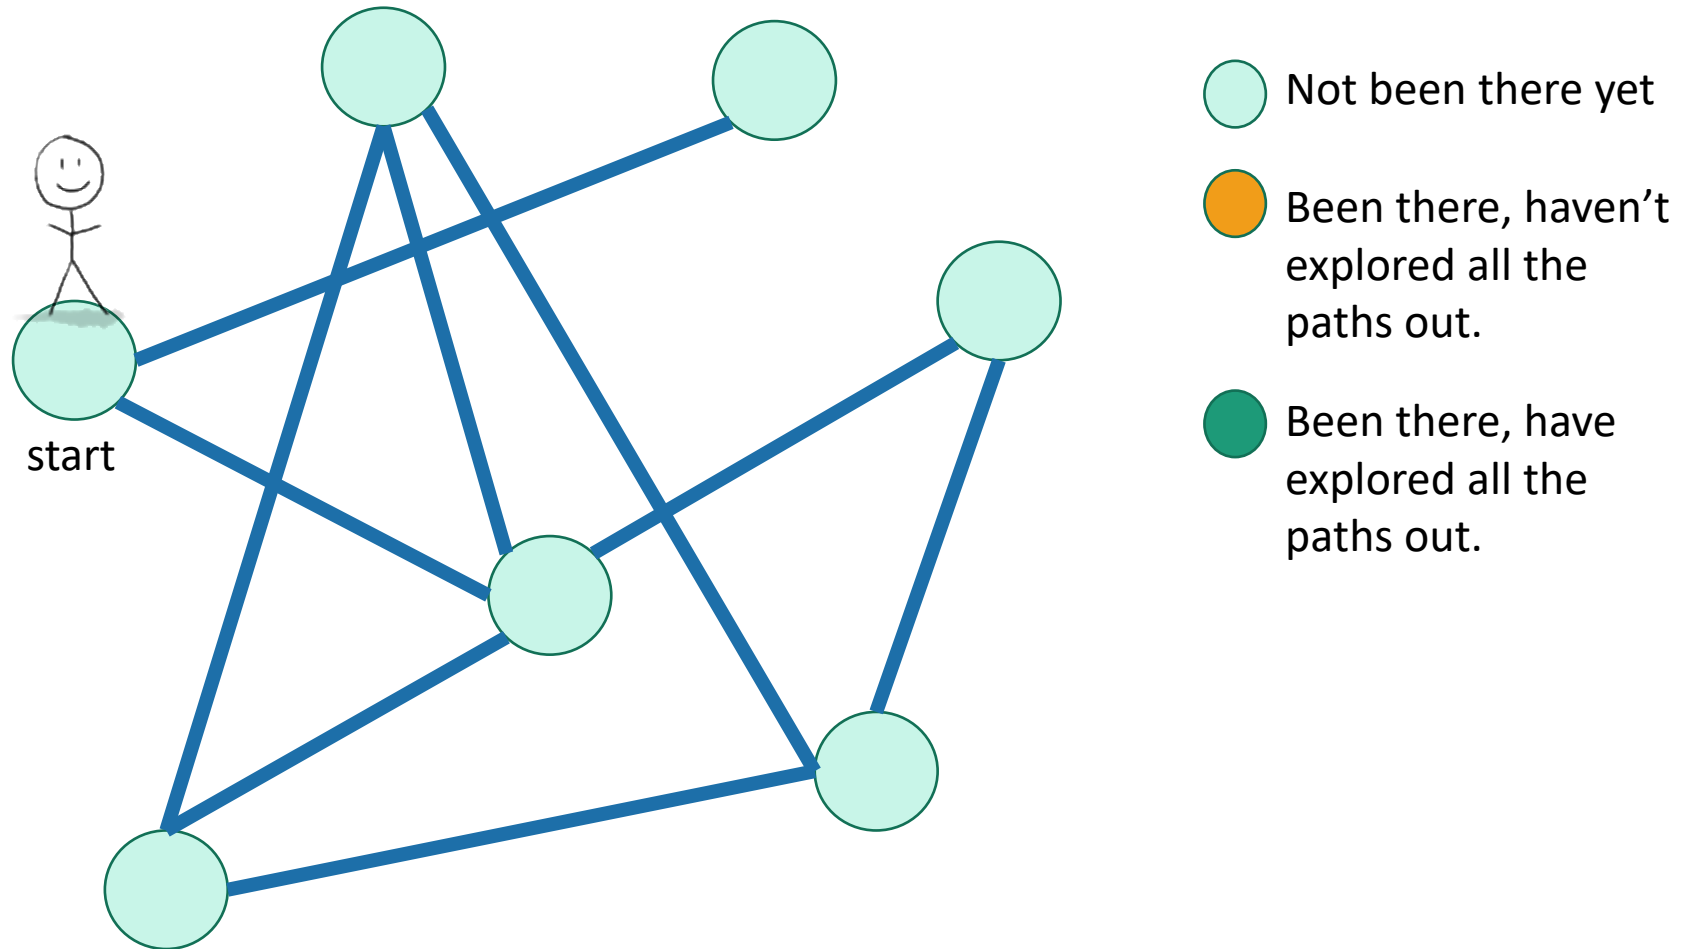 start
Not been there yet
Been there, haven’t
explored all the
paths out.
Been there, have
explored all the
paths out.